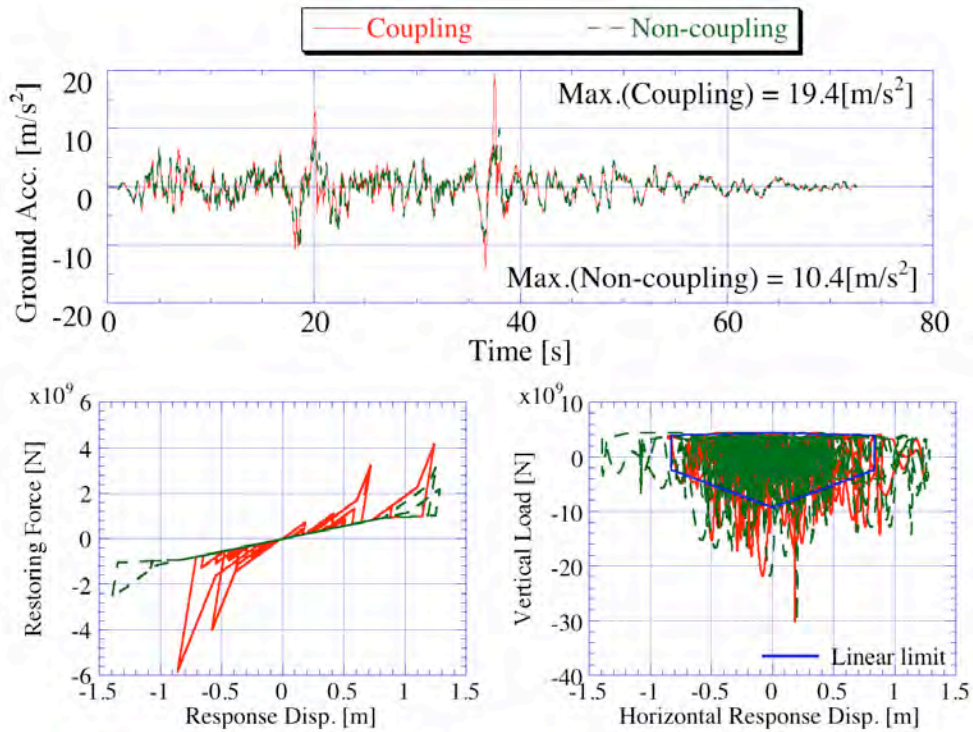 Coupling Non-coupling
20
10
0
-10
-20
Ground Acc. [m/s²]
Max.(Coupling) = 19.4[m/s²]
Max.(Non-coupling) = 10.4[m/s²]
0 20 40 60 80
Time [s]
x10⁹
6
4
2
0
-2
-4
-6
Restoring Force [N]
-1.5 -1 -0.5 0 0.5 1 1.5
Response Disp. [m]
x10⁹
10
0
-10
-20
-30
-40
Vertical Load [N]
Linear limit
-1.5 -1 -0.5 0 0.5 1 1.5
Horizontal Response Disp. [m]